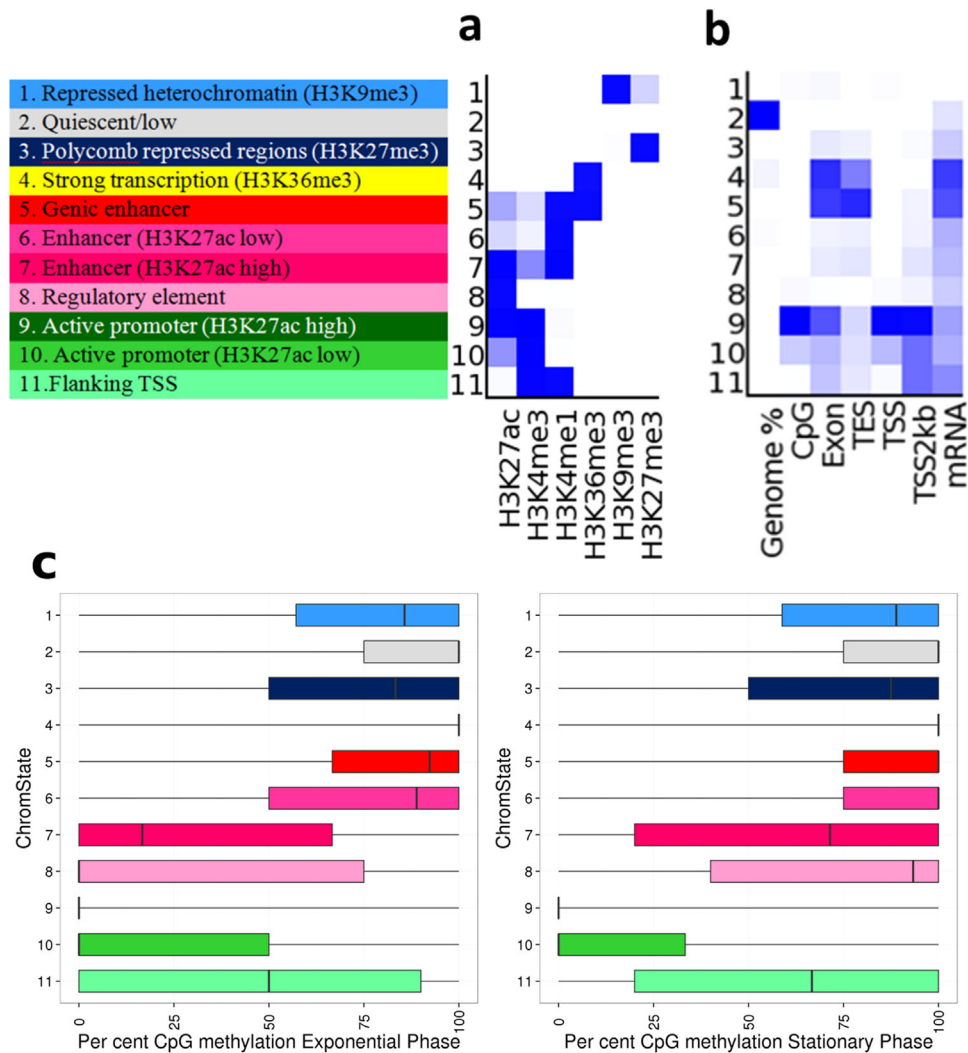 a
b
1. Repressed heterochromatin (H3K9me3)
2. Quiescent/low
3. Polycomb repressed regions (H3K27me3)
4. Strong transcription (H3K36me3)
5. Genic enhancer
6. Enhancer (H3K27ac low)
7. Enhancer (H3K27ac high)
8. Regulatory element
9. Active promoter (H3K27ac high)
10. Active promoter (H3K27ac low)
11.Flanking TSS
1
2
3
4
5
6
7
8
9
10
11
H3K27ac
H3K4me3
H3K4me1
H3K36me3
H3K9me3
H3K27me3
1
2
3
4
5
6
7
8
9
10
11
Genome %
CpG
Exon
TES
TSS
TSS2kb
mRNA
c
ChromState
1
2
3
4
5
6
7
8
9
10
11
0
25
50
75
100
Per cent CpG methylation Exponential Phase
ChromState
1
2
3
4
5
6
7
8
9
10
11
0
25
50
75
100
Per cent CpG methylation Stationary Phase